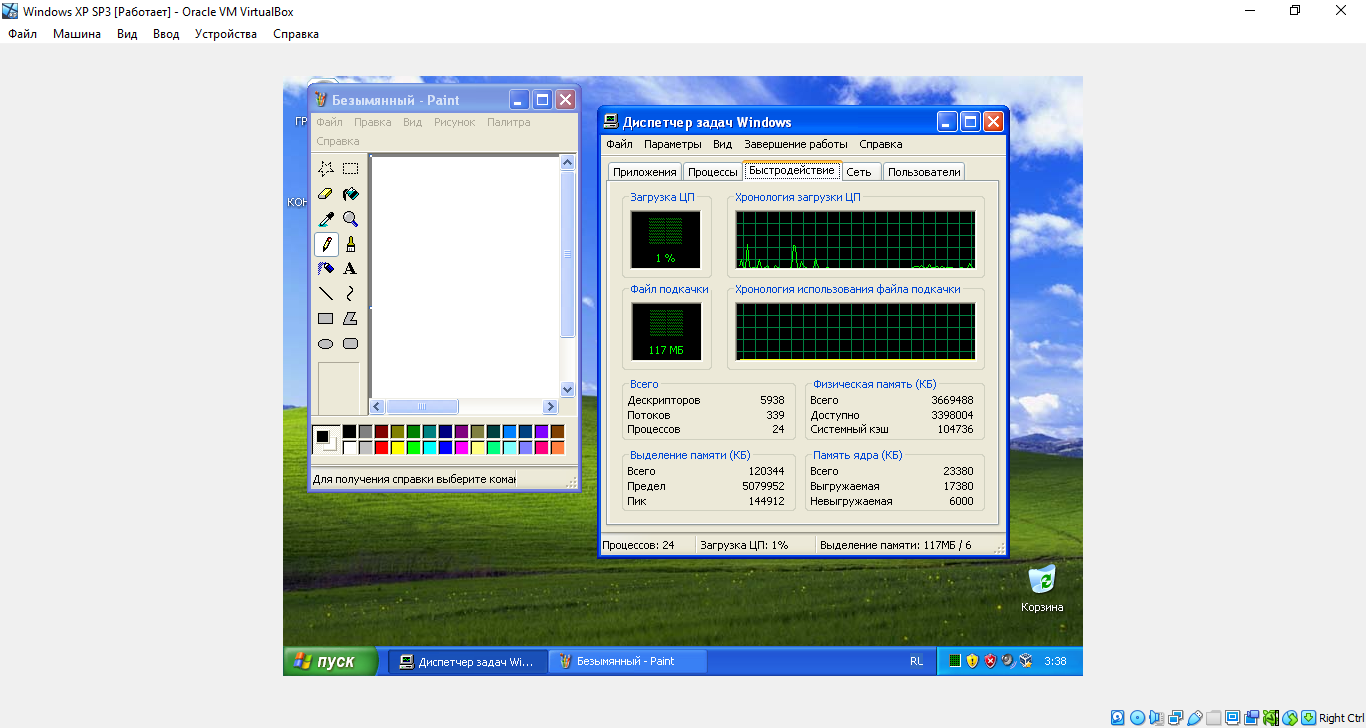 Windows XP SP3 [Работает] - Oracle VM VirtualBox
Файл Машина Вид Ввод Устройства Справка
Безымянный - Paint
Файл Правка Вид Рисунок Палитра
Справка
A
Для получения справки выберите
Диспетчер задач Windows
Файл Параметры Вид Завершение работы Справка
Приложения Процессы Быстродействие Сеть Пользователи
Загрузка ЦП Хронология загрузки ЦП
1 %
Файл подкачки Хронология использования файла подкачки
117 МБ
Всего
Дескрипторов 5938
Потоков 339
Процессов 24
Физическая память (КБ)
Всего 3669488
Доступно 3398004
Системный кэш 104736
Выделение памяти (КБ)
Всего 120344
Предел 5079952
Пик 144912
Память ядра (КБ)
Всего 23380
Выгружаемая 17380
Невыгружаемая 6000
Процессов: 24 Загрузка ЦП: 1% Выделение памяти: 117МБ / 6
Корзина
пуск Диспетчер задач Wi... Безымянный - Paint RL 3:38
Right Ctrl